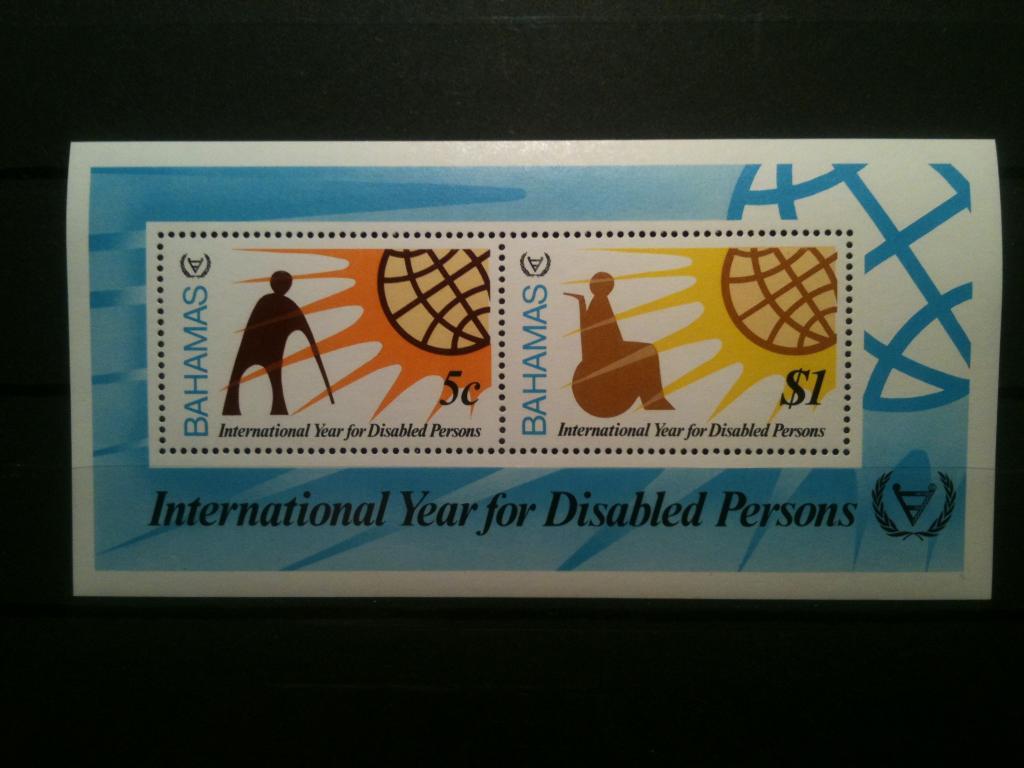 BAHAMAS
5c
International Year for Disabled Persons
BAHAMAS
$1
International Year for Disabled Persons
International Year for Disabled Persons